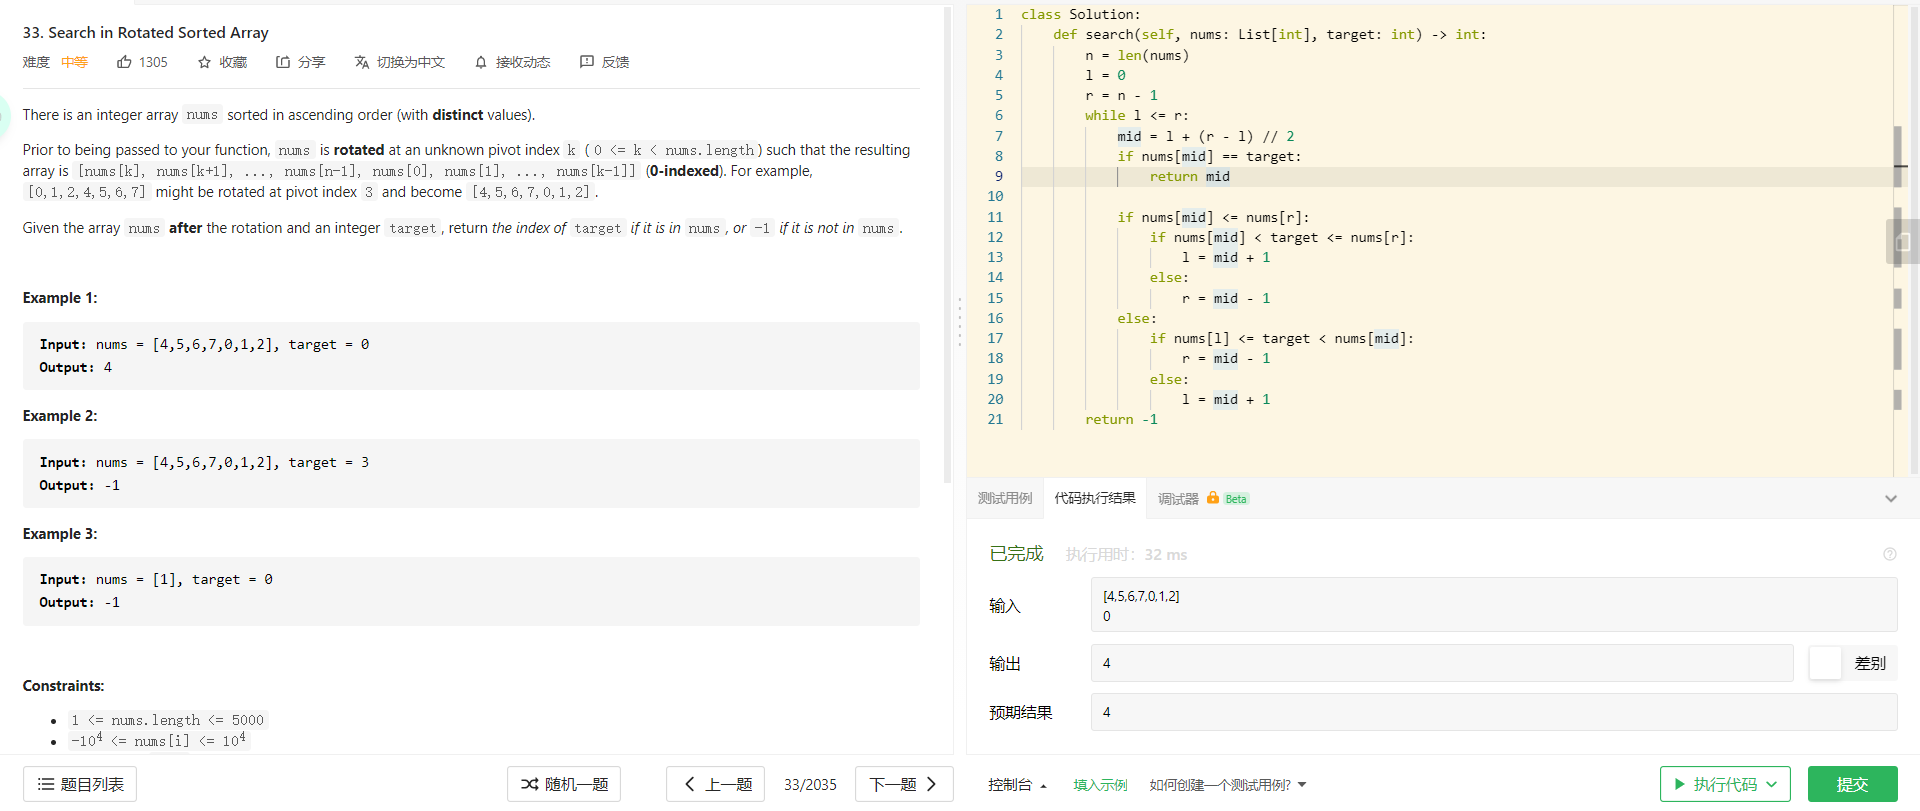 33. Search in Rotated Sorted Array
难度 中等 1305 收藏 分享 切换为中文 接收动态 反馈
There is an integer array nums sorted in ascending order (with distinct values).
Prior to being passed to your function, nums is rotated at an unknown pivot index k ( 0 <= k < nums.length ) such that the resulting
array is [nums[k], nums[k+1], ..., nums[n-1], nums[0], nums[1], ..., nums[k-1]] (0-indexed). For example,
[0,1,2,4,5,6,7] might be rotated at pivot index 3 and become [4,5,6,7,0,1,2].
Given the array nums after the rotation and an integer target, return the index of target if it is in nums, or -1 if it is not in nums.
Example 1:
Input: nums = [4,5,6,7,0,1,2], target = 0
Output: 4
Example 2:
Input: nums = [4,5,6,7,0,1,2], target = 3
Output: -1
Example 3:
Input: nums = [1], target = 0
Output: -1
Constraints:
• 1 <= nums.length <= 5000
• -10⁴ <= nums[i] <= 10⁴
题目列表 随机一题 上一题 33/2035 下一题
1 class Solution:
2     def search(self, nums: List[int], target: int) -> int:
3         n = len(nums)
4         l = 0
5         r = n - 1
6         while l <= r:
7             mid = l + (r - l) // 2
8             if nums[mid] == target:
9                 return mid
10
11             if nums[mid] <= nums[r]:
12                 if nums[mid] < target <= nums[r]:
13                     l = mid + 1
14                 else:
15                     r = mid - 1
16             else:
17                 if nums[l] <= target < nums[mid]:
18                     r = mid - 1
19                 else:
20                     l = mid + 1
21         return -1
测试用例 代码执行结果 调试器 Beta
已完成 执行用时: 32 ms
输入
[4,5,6,7,0,1,2]
0
输出 4 差别
预期结果 4
控制台 填入示例 如何创建一个测试用例? 执行代码 提交